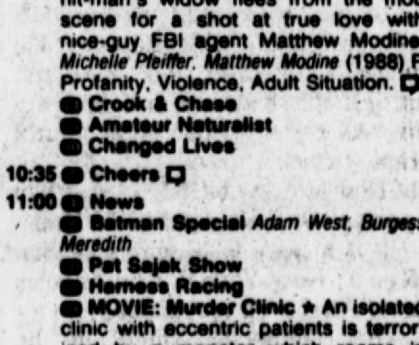 hit-man's widow flees from the mob
scene for a shot at true love with
nice-guy FBI agent Matthew Modine.
Michelle Pfeiffer, Matthew Modine (1988) R
Profanity, Violence, Adult Situation.
Crook & Chase
Amateur Naturalist
Changed Lives
10:35 Cheers
11:00 News
Batman Special Adam West, Burgess
Meredith
Pat Sajak Show
Harness Racing
MOVIE: Murder Clinic ★ An isolated
clinic with eccentric patients is terror-